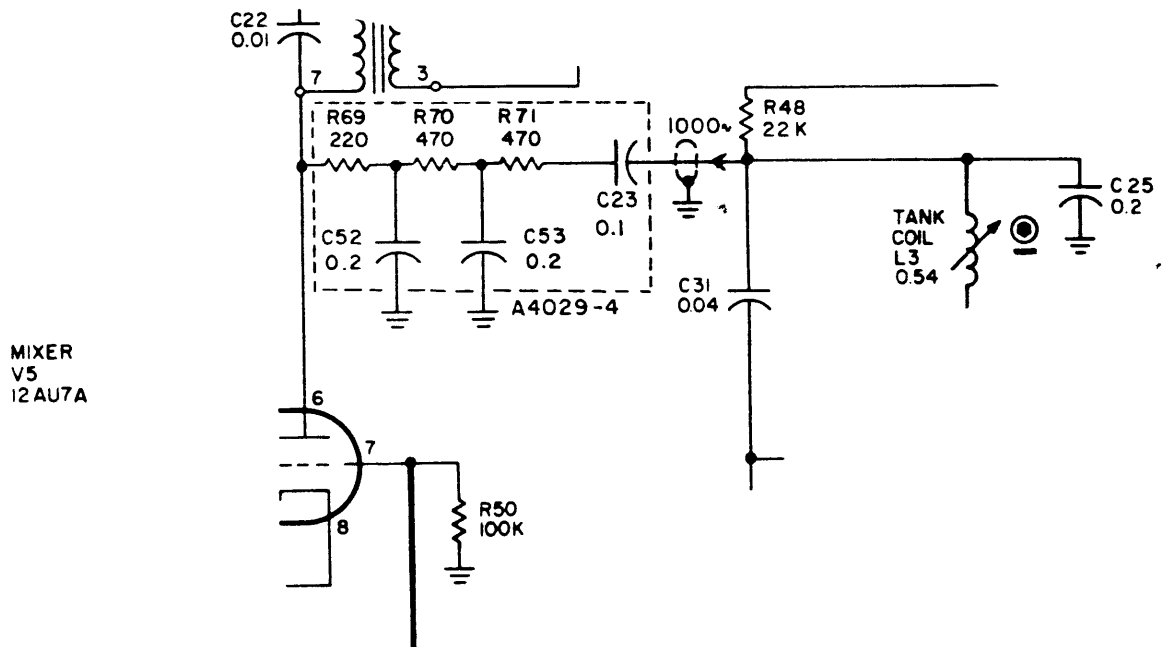 C22
0.01
7
3
R69
220
R70
470
R71
470
1000~
R48
22K
C23
0.1
C25
0.2
TANK
COIL
L3
0.54
C52
0.2
C53
0.2
C31
0.04
A4029-4
MIXER
V5
12AU7A
6
7
8
R50
100K